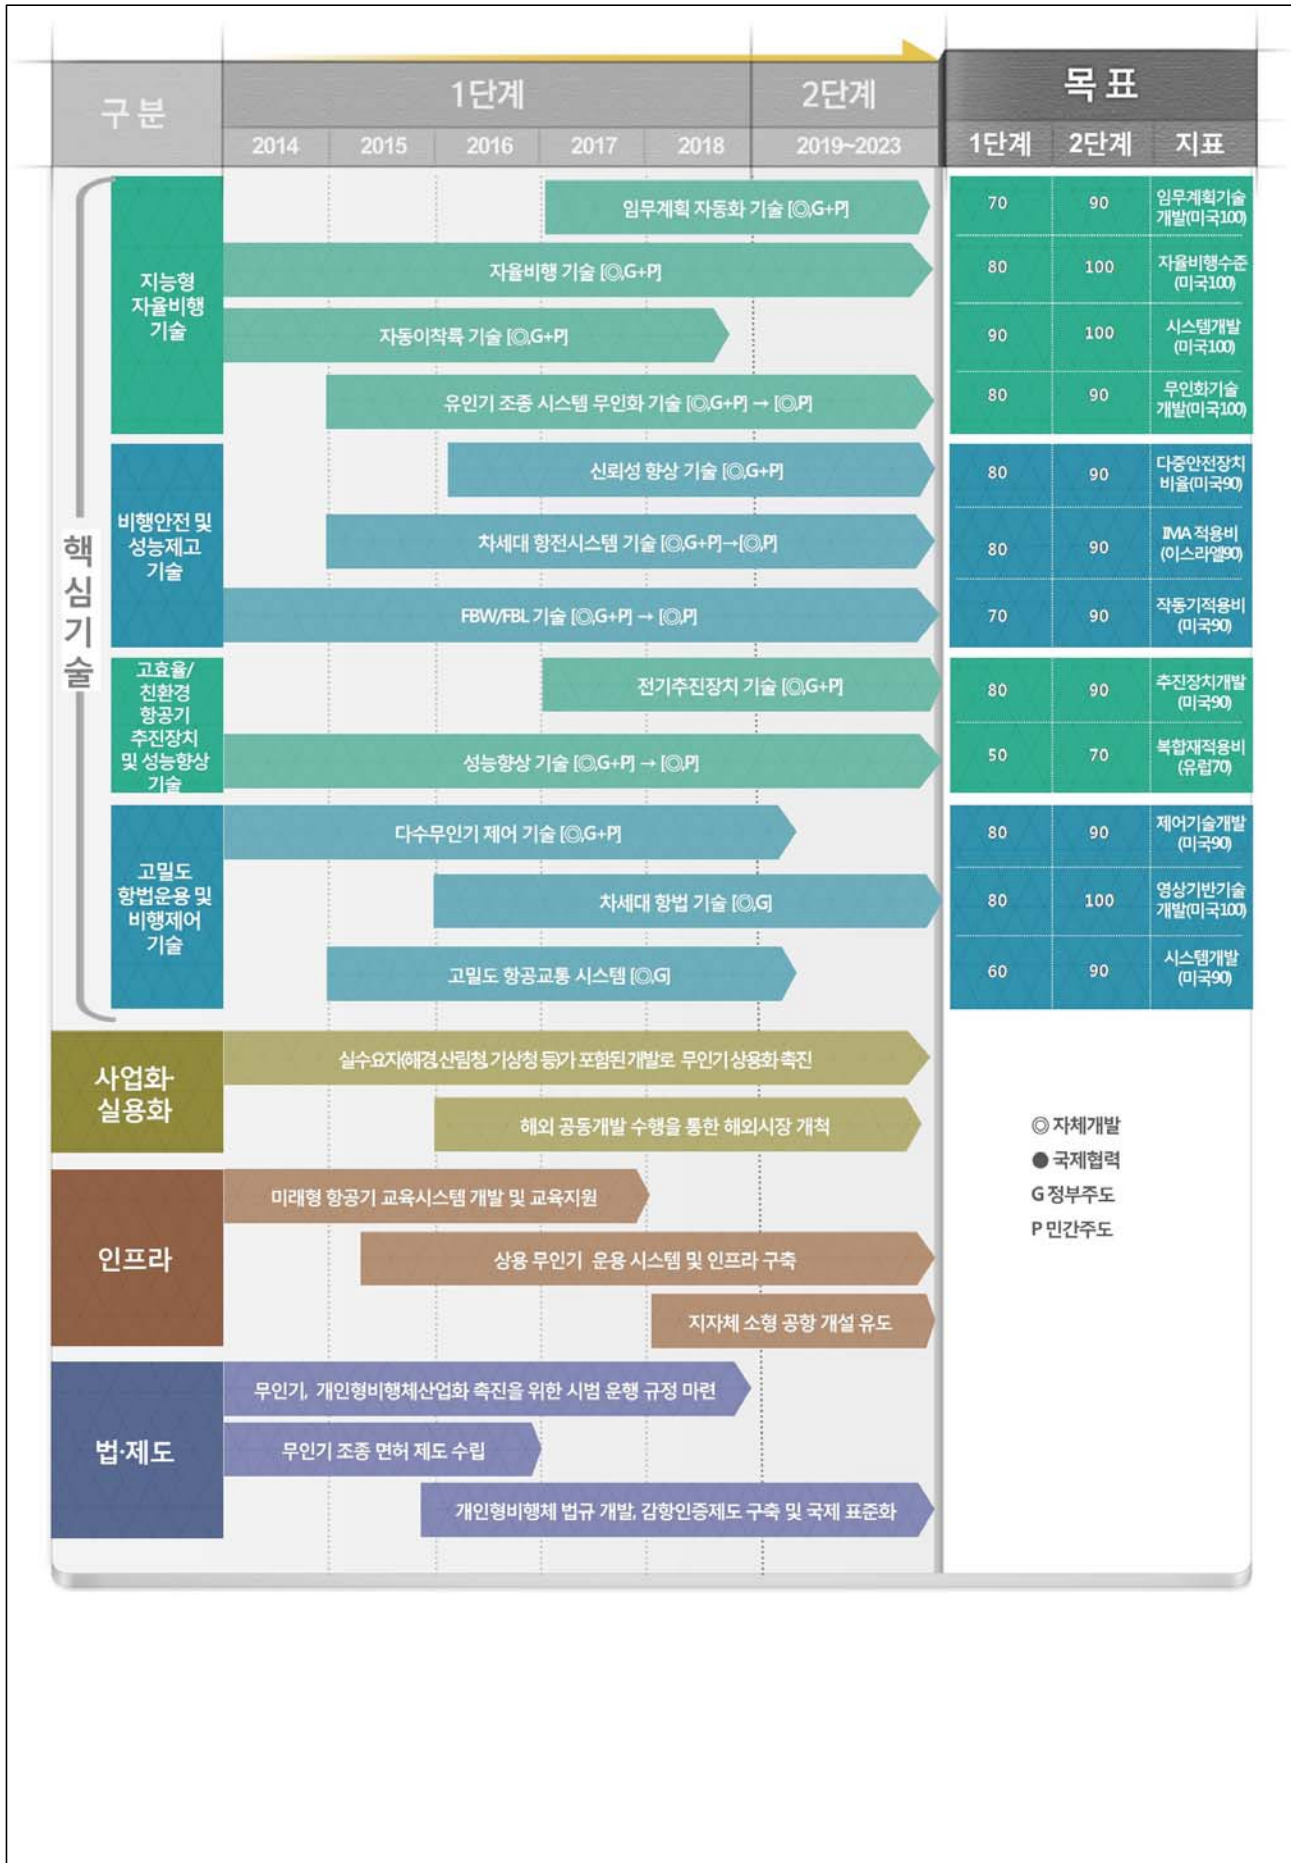 구 분
1단계
2단계
목 표
2014
2015
2016
2017
2018
2019~2023
1단계
2단계
지표
핵심기술
지능형
자율비행
기술
임무계획 자동화 기술 [◎,G+P]
70
90
임무계획기술
개발(미국100)
자율비행 기술 [◎,G+P]
80
100
자율비행수준
(미국100)
자동이착륙 기술 [◎,G+P]
90
100
시스템개발
(미국100)
유인기 조종 시스템 무인화 기술 [◎,G+P] → [◎,P]
80
90
무인화기술
개발(미국100)
비행안전 및
성능제고
기술
신뢰성 향상 기술 [◎,G+P]
80
90
다중안전장치
비율(미국90)
차세대 항전시스템 기술 [◎,G+P]→[◎,P]
80
90
IMA 적용비
(이스라엘90)
FBW/FBL 기술 [◎,G+P] → [◎,P]
70
90
작동기적용비
(미국90)
고효율/
친환경
항공기
추진장치
및 성능향상
기술
전기추진장치 기술 [◎,G+P]
80
90
추진장치개발
(미국90)
성능향상 기술 [◎,G+P] → [◎,P]
50
70
복합재적용비
(유럽70)
고밀도
항법운용 및
비행제어
기술
다수무인기 제어 기술 [◎,G+P]
80
90
제어기술개발
(미국90)
차세대 항법 기술 [◎,G]
80
100
영상기반기술
개발(미국100)
고밀도 항공교통 시스템 [◎,G]
60
90
시스템개발
(미국90)
사업화·
실용화
실수요자(해경,산림청,기상청 등)가 포함된 개발로 무인기 상용화 촉진
해외 공동개발 수행을 통한 해외시장 개척
인프라
미래형 항공기 교육시스템 개발 및 교육지원
상용 무인기 운용 시스템 및 인프라 구축
지자체 소형 공항 개설 유도
법·제도
무인기, 개인형비행체산업화 촉진을 위한 시범 운행 규정 마련
무인기 조종 면허 제도 수립
개인형비행체 법규 개발, 감항인증제도 구축 및 국제 표준화
◎ 자체개발
● 국제협력
G 정부주도
P 민간주도